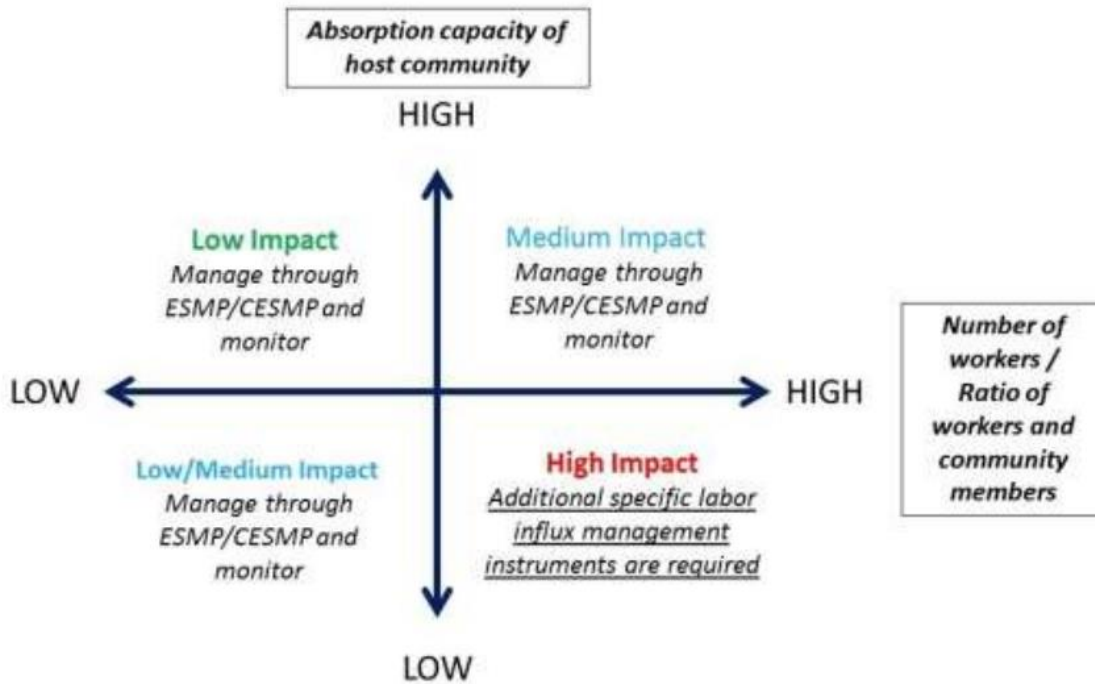 Absorption capacity of
host community
HIGH
Low Impact
Manage through
ESMP/CESMP and
monitor
Medium Impact
Manage through
ESMP/CESMP and
monitor
LOW
HIGH
Number of
workers /
Ratio of
workers and
community
members
Low/Medium Impact
Manage through
ESMP/CESMP and
monitor
High Impact
Additional specific labor
influx management
instruments are required
LOW